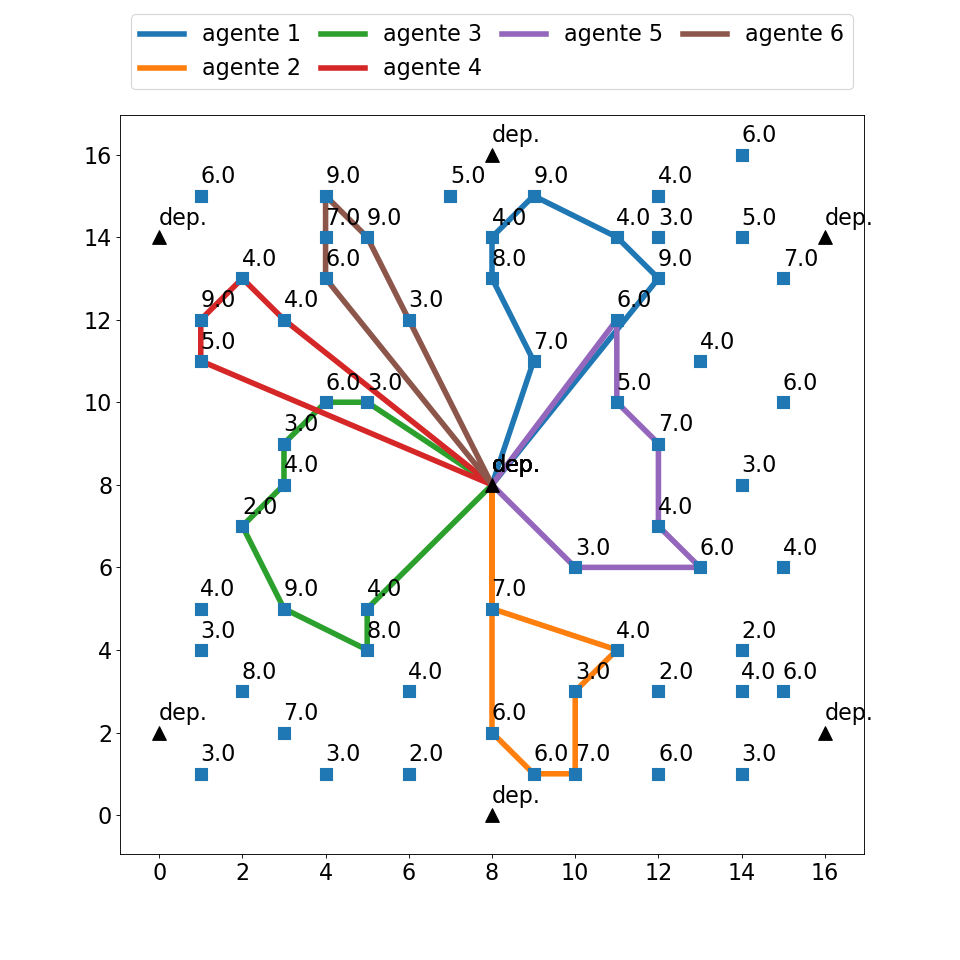 agente 1 agente 3 agente 5 agente 6
agente 2 agente 4
dep. 6.0
16
6.0 9.0 5.0 9.0 4.0
dep. 7.0 9.0 4.0 4.0 3.0 5.0 dep.
14
4.0 6.0 8.0 9.0 7.0
9.0 4.0 3.0 6.0
12
5.0 7.0 4.0
6.0 3.0 5.0 6.0
10
3.0 7.0
4.0 dep. dep. 3.0
8
2.0 4.0
3.0 6.0 4.0
6
4.0 9.0 4.0 7.0
3.0 8.0 4.0 2.0
4
8.0 4.0 3.0 2.0 4.0 6.0
dep. 7.0 6.0 dep.
2
3.0 3.0 2.0 6.0 7.0 6.0 3.0
dep.
0
0 2 4 6 8 10 12 14 16